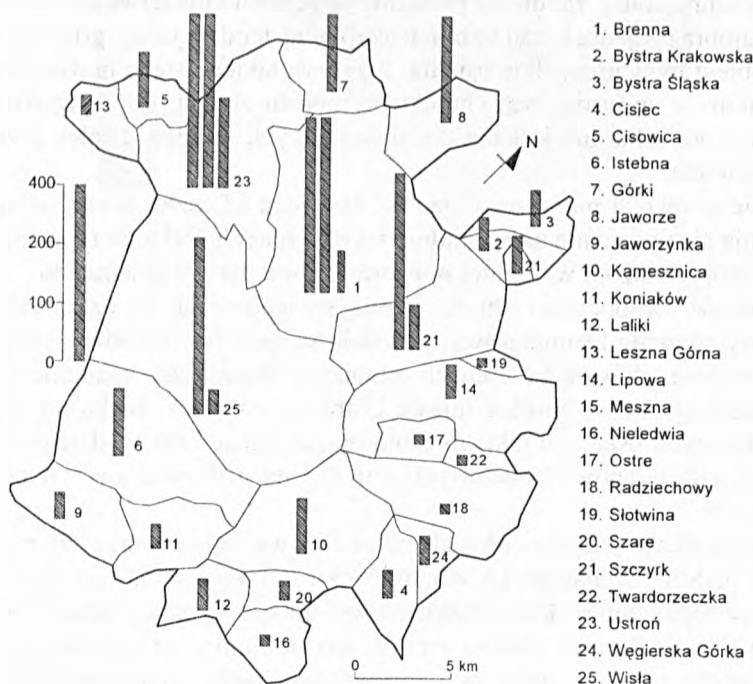 400
300
200
100
0
13
5
23
7
8
N
3
2
21
1
21
19
14
25
6
17
22
9
11
10
18
24
12
20
4
16
0
5 km
1. Brenna
2. Bystra Krakowska
3. Bystra Śląska
4. Cisiec
5. Cisowica
6. Istebna
7. Górki
8. Jaworze
9. Jaworzynka
10. Kamesznica
11. Koniaków
12. Laliki
13. Leszna Górna
14. Lipowa
15. Meszna
16. Nieledwia
17. Ostre
18. Radziechowy
19. Słotwina
20. Szare
21. Szczyrk
22. Twardorzeczka
23. Ustroń
24. Węgierska Górka
25. Wisła